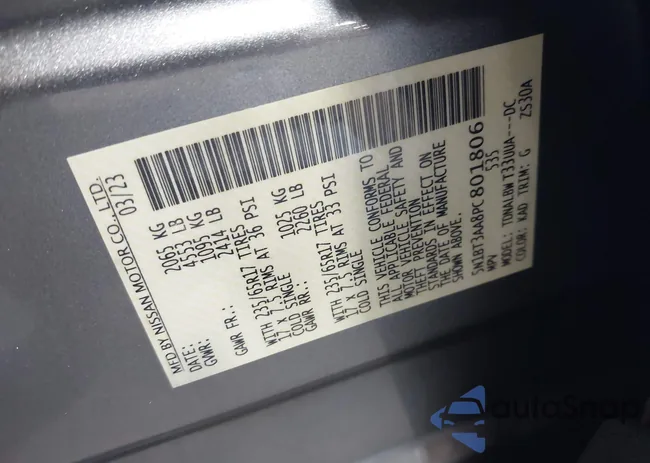 MFD BY NISSAN MOTOR CO., LTD.
DATE: 03/23
GVWR: 2065 KG
4553 LB
GAWR FR.: 1095 KG
2414 LB
WITH 235/65R17 TIRES
17 X 7.5 RIMS AT 36 PSI
COLD SINGLE
GAWR RR.: 1025 KG
2260 LB
WITH 235/65R17 TIRES
17 X 7.5 RIMS AT 33 PSI
COLD SINGLE
THIS VEHICLE CONFORMS TO
ALL APPLICABLE FEDERAL
MOTOR VEHICLE SAFETY AND
THEFT PREVENTION
STANDARDS IN EFFECT ON
THE DATE OF MANUFACTURE
SHOWN ABOVE.
5N1BT3AA8PC801806
MPV 535
MODEL: TDNALBWT33UUA---DC
COLOR: KAD TRIM: G ZS30A
autoSnap